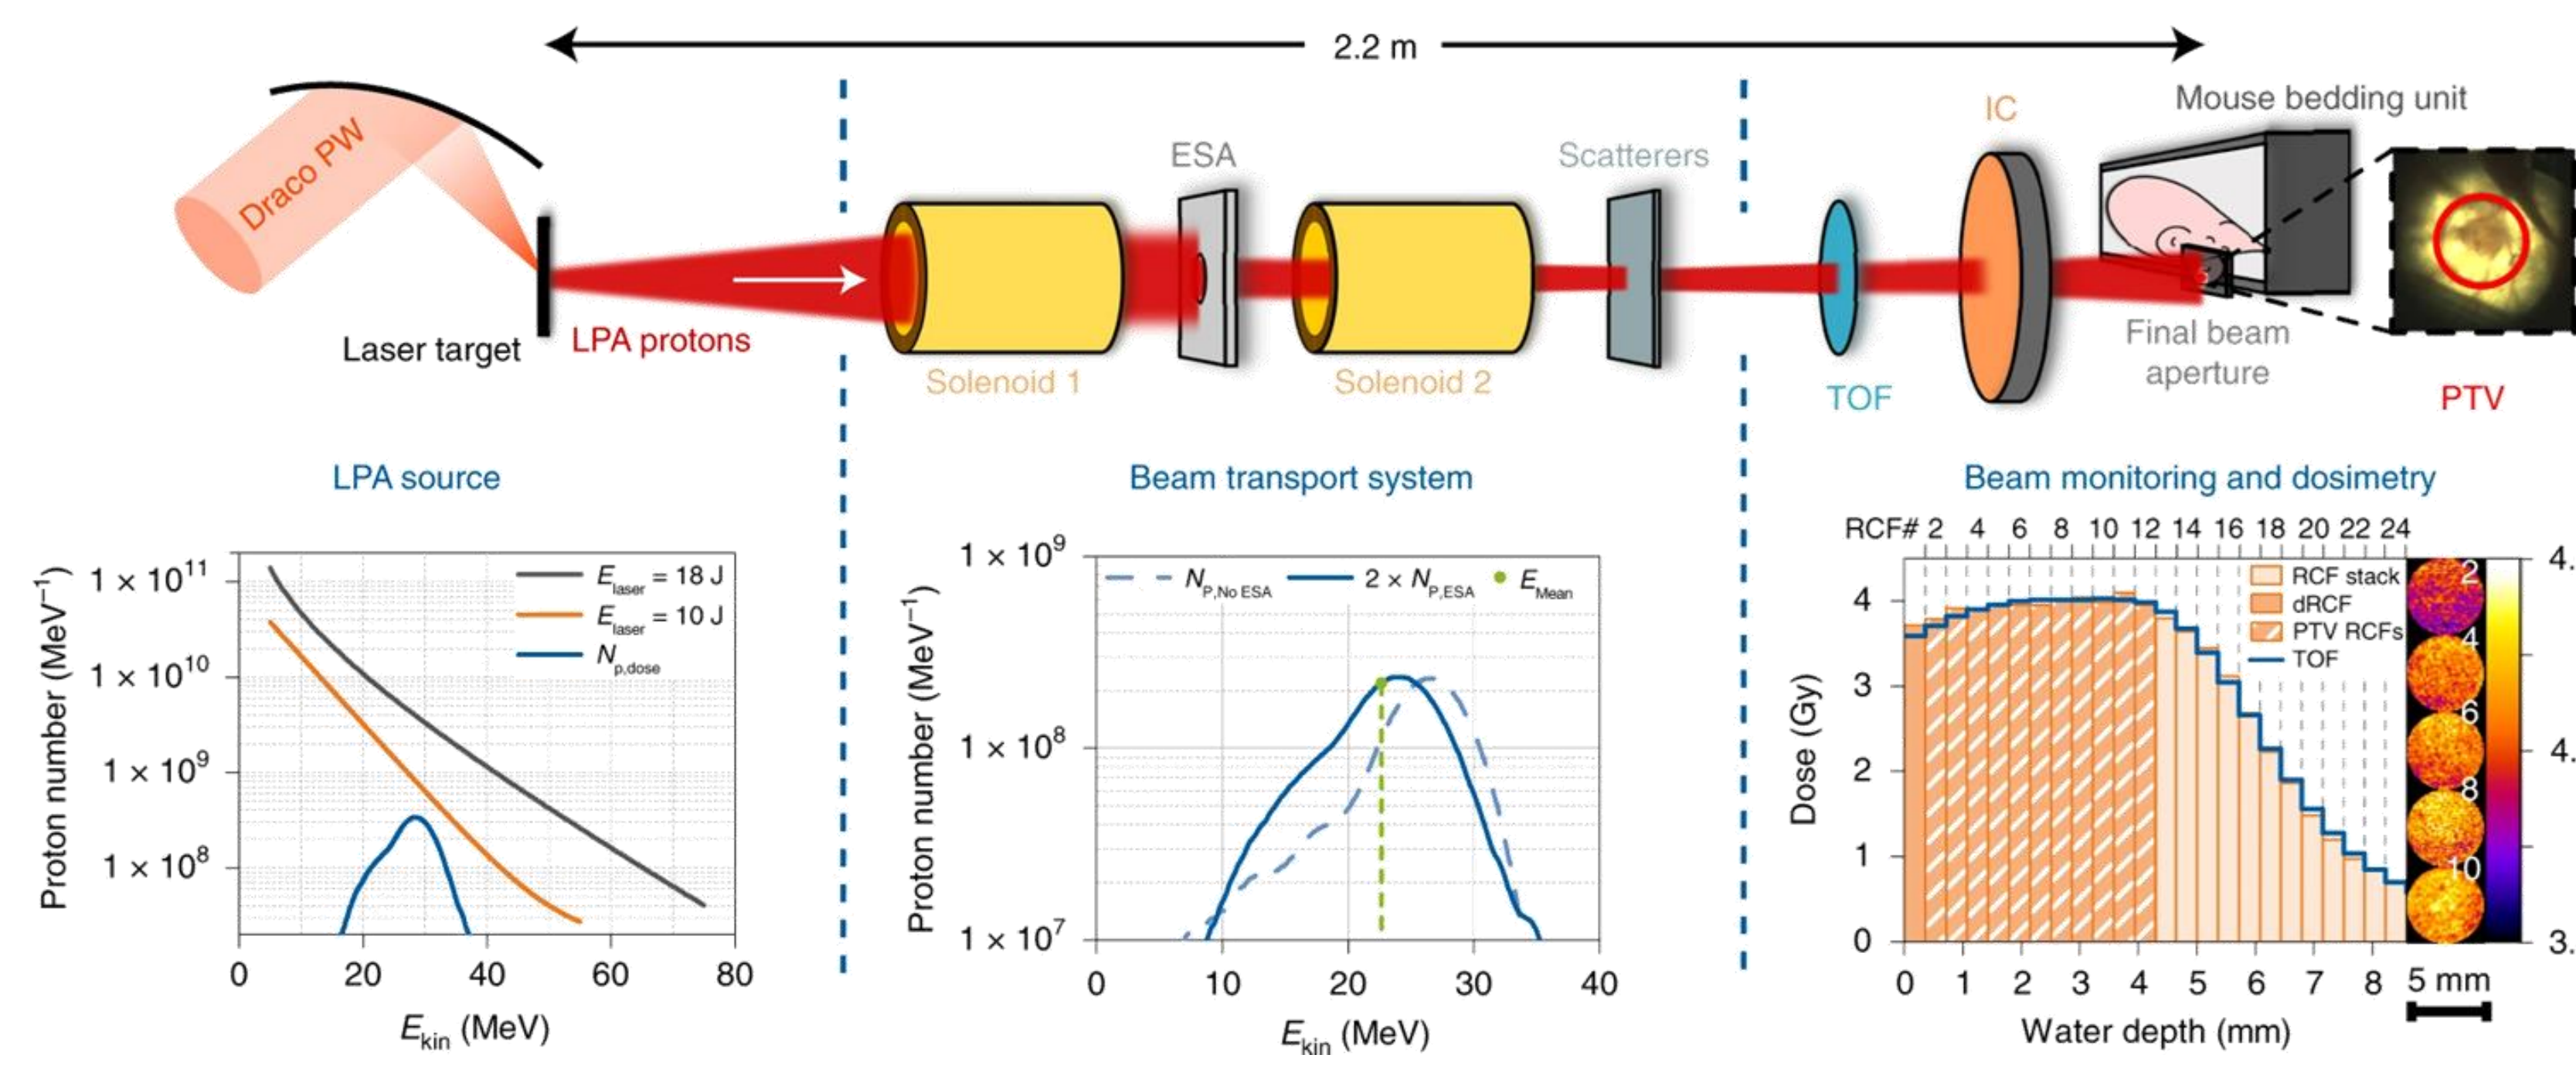 2.2 m
Draco PW
Laser target
LPA protons
Solenoid 1
ESA
Solenoid 2
Scatterers
TOF
IC
Mouse bedding unit
Final beam
aperture
PTV
LPA source
Beam transport system
Beam monitoring and dosimetry
Proton number (MeV⁻¹)
1 × 10¹¹
1 × 10¹⁰
1 × 10⁹
1 × 10⁸
E_laser = 18 J
E_laser = 10 J
N_p,dose
0 20 40 60 80
E_kin (MeV)
Proton number (MeV⁻¹)
1 × 10⁹
1 × 10⁸
1 × 10⁷
N_P,No ESA
2 × N_P,ESA
E_Mean
0 10 20 30 40
E_kin (MeV)
RCF# 2 4 6 8 10 12 14 16 18 20 22 24
Dose (Gy)
4
3
2
1
0
RCF stack
dRCF
PTV RCFs
TOF
0 1 2 3 4 5 6 7 8
Water depth (mm)
2
4
6
8
10
5 mm
4.
4.
3.